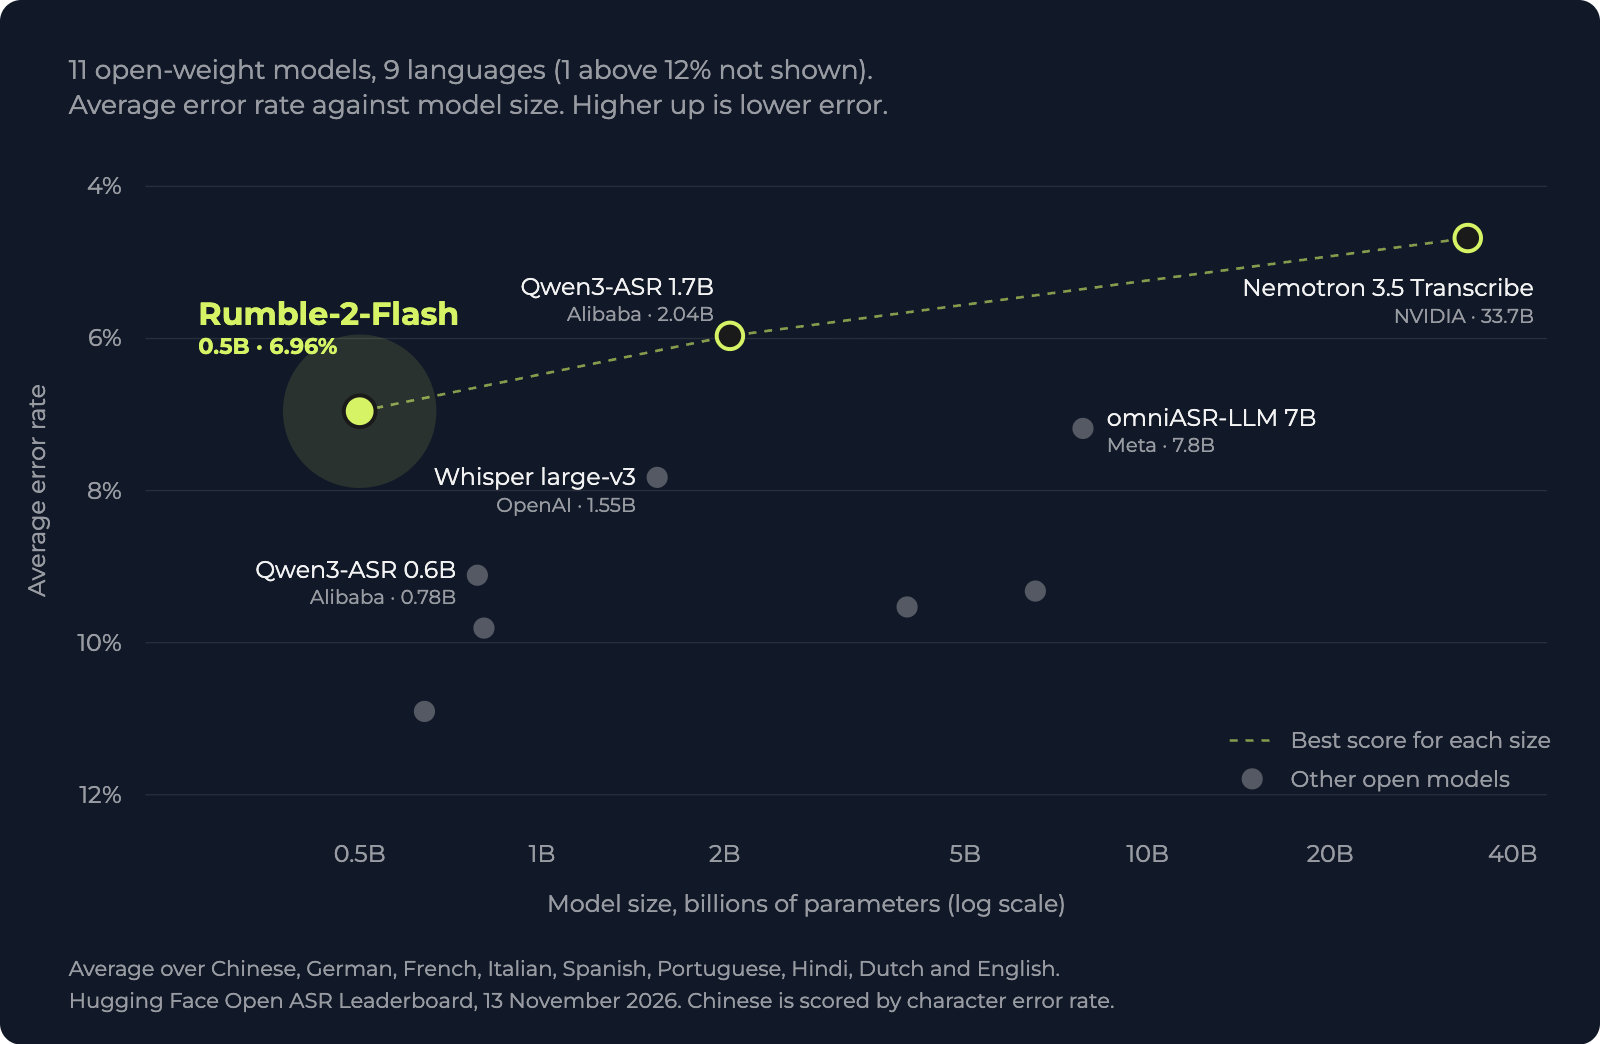 11 open-weight models, 9 languages (1 above 12% not shown).
Average error rate against model size. Higher up is lower error.
4%
6%
8%
10%
12%
Average error rate
Rumble-2-Flash
0.5B · 6.96%
Qwen3-ASR 1.7B
Alibaba · 2.04B
Nemotron 3.5 Transcribe
NVIDIA · 33.7B
omniASR-LLM 7B
Meta · 7.8B
Whisper large-v3
OpenAI · 1.55B
Qwen3-ASR 0.6B
Alibaba · 0.78B
Best score for each size
Other open models
0.5B
1B
2B
5B
10B
20B
40B
Model size, billions of parameters (log scale)
Average over Chinese, German, French, Italian, Spanish, Portuguese, Hindi, Dutch and English.
Hugging Face Open ASR Leaderboard, 13 November 2026. Chinese is scored by character error rate.